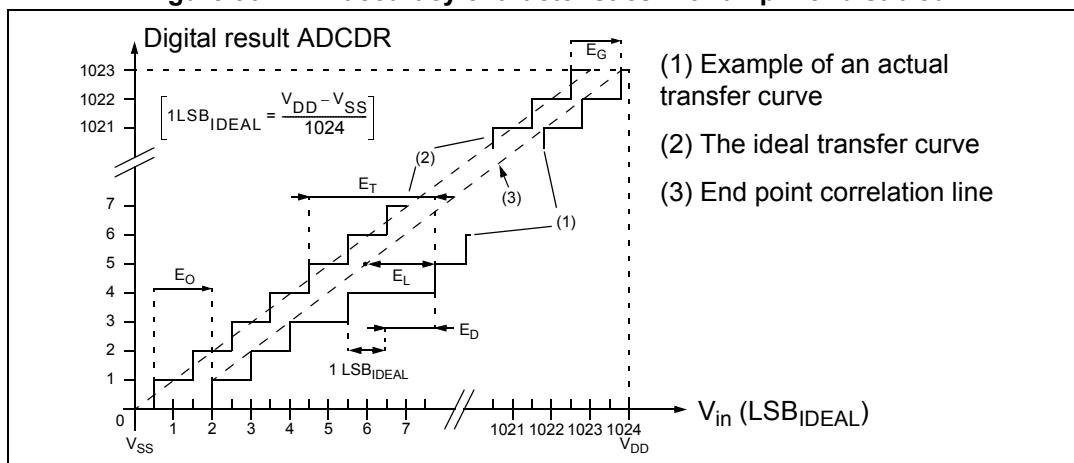 Digital result ADCDR
E_G
1023
1022
1021
[1LSB_IDEAL = (V_DD – V_SS) / 1024]
(1) Example of an actual
transfer curve
(2) The ideal transfer curve
(3) End point correlation line
(2)
(3)
(1)
E_T
7
6
5
4
3
2
1
0
E_O
E_L
E_D
1 LSB_IDEAL
1 2 3 4 5 6 7 1021 1022 1023 1024
V_SS
V_DD
V_in (LSB_IDEAL)